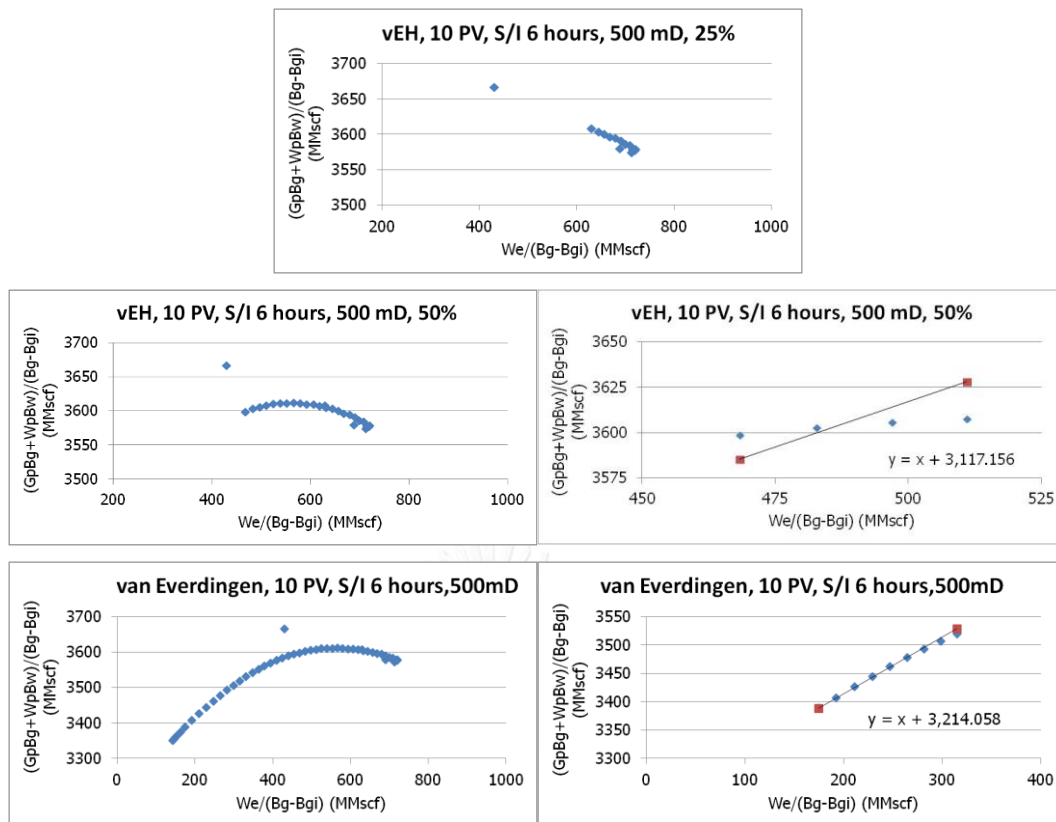 vEH, 10 PV, S/I 6 hours, 500 mD, 25%
(GpBg+WpBw)/(Bg-Bgi)
(MMscf)
3700
3650
3600
3550
3500
200 400 600 800 1000
We/(Bg-Bgi) (MMscf)
vEH, 10 PV, S/I 6 hours, 500 mD, 50%
(GpBg+WpBw)/(Bg-Bgi)
(MMscf)
3700
3650
3600
3550
3500
200 400 600 800 1000
We/(Bg-Bgi) (MMscf)
vEH, 10 PV, S/I 6 hours, 500 mD, 50%
(GpBg+WpBw)/(Bg-Bgi)
(MMscf)
3650
3625
3600
3575
y = x + 3,117.156
450 475 500 525
We/(Bg-Bgi) (MMscf)
van Everdingen, 10 PV, S/I 6 hours,500mD
(GpBg+WpBw)/(Bg-Bgi)
(MMscf)
3700
3600
3500
3400
3300
0 200 400 600 800 1000
We/(Bg-Bgi) (MMscf)
van Everdingen, 10 PV, S/I 6 hours,500mD
(GpBg+WpBw)/(Bg-Bgi)
(MMscf)
3550
3500
3450
3400
3350
3300
y = x + 3,214.058
0 100 200 300 400
We/(Bg-Bgi) (MMscf)